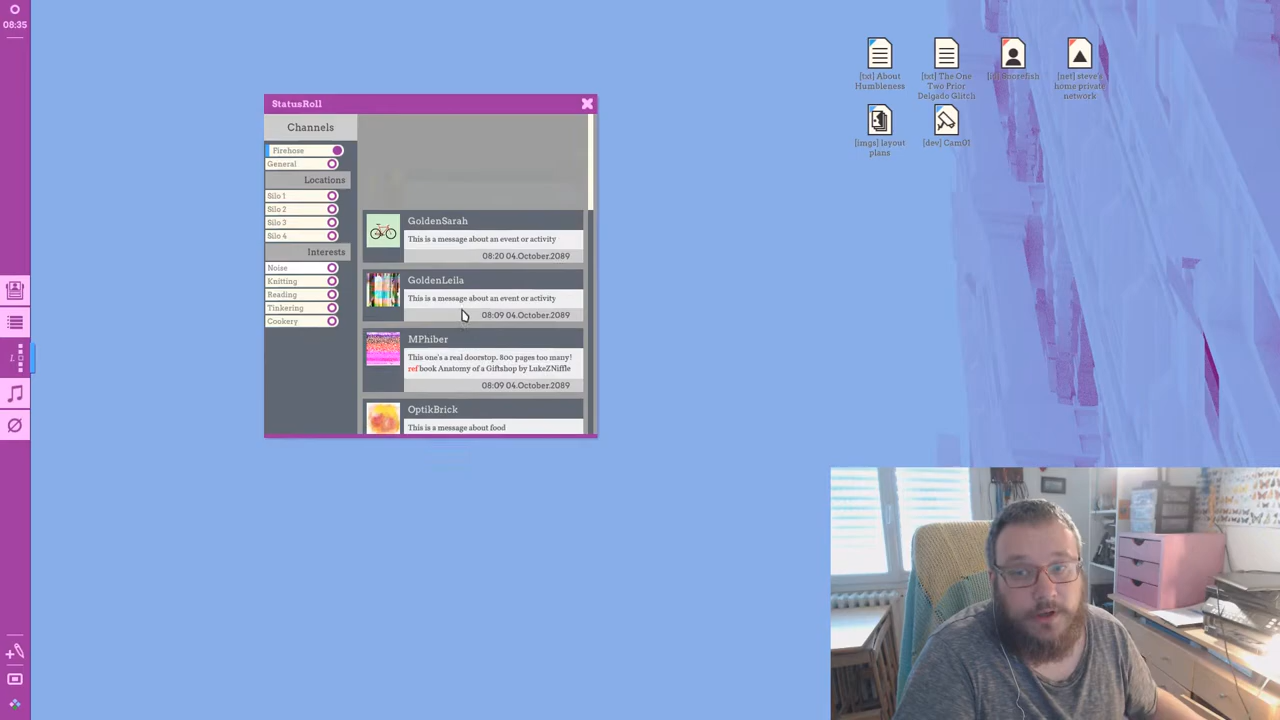 08:35
StatusRoll
Channels
Firehose
General
Locations
Silo 1
Silo 2
Silo 3
Silo 4
Interests
Noise
Knitting
Reading
Tinkering
Cookery
GoldenSarah
This is a message about an event or activity
08:20 04.October.2089
GoldenLeila
This is a message about an event or activity
08:09 04.October.2089
MPhiber
This one's a real doorstop. 800 pages too many!
ref book Anatomy of a Giftshop by LukeZNiffle
08:09 04.October.2089
OptikBrick
This is a message about food
[txt] About
Humbleness
[txt] The One
Two Prior
Delgado Glitch
[net] steve's
home private
network
[imgs] layout
plans
[dev] Cam01
L